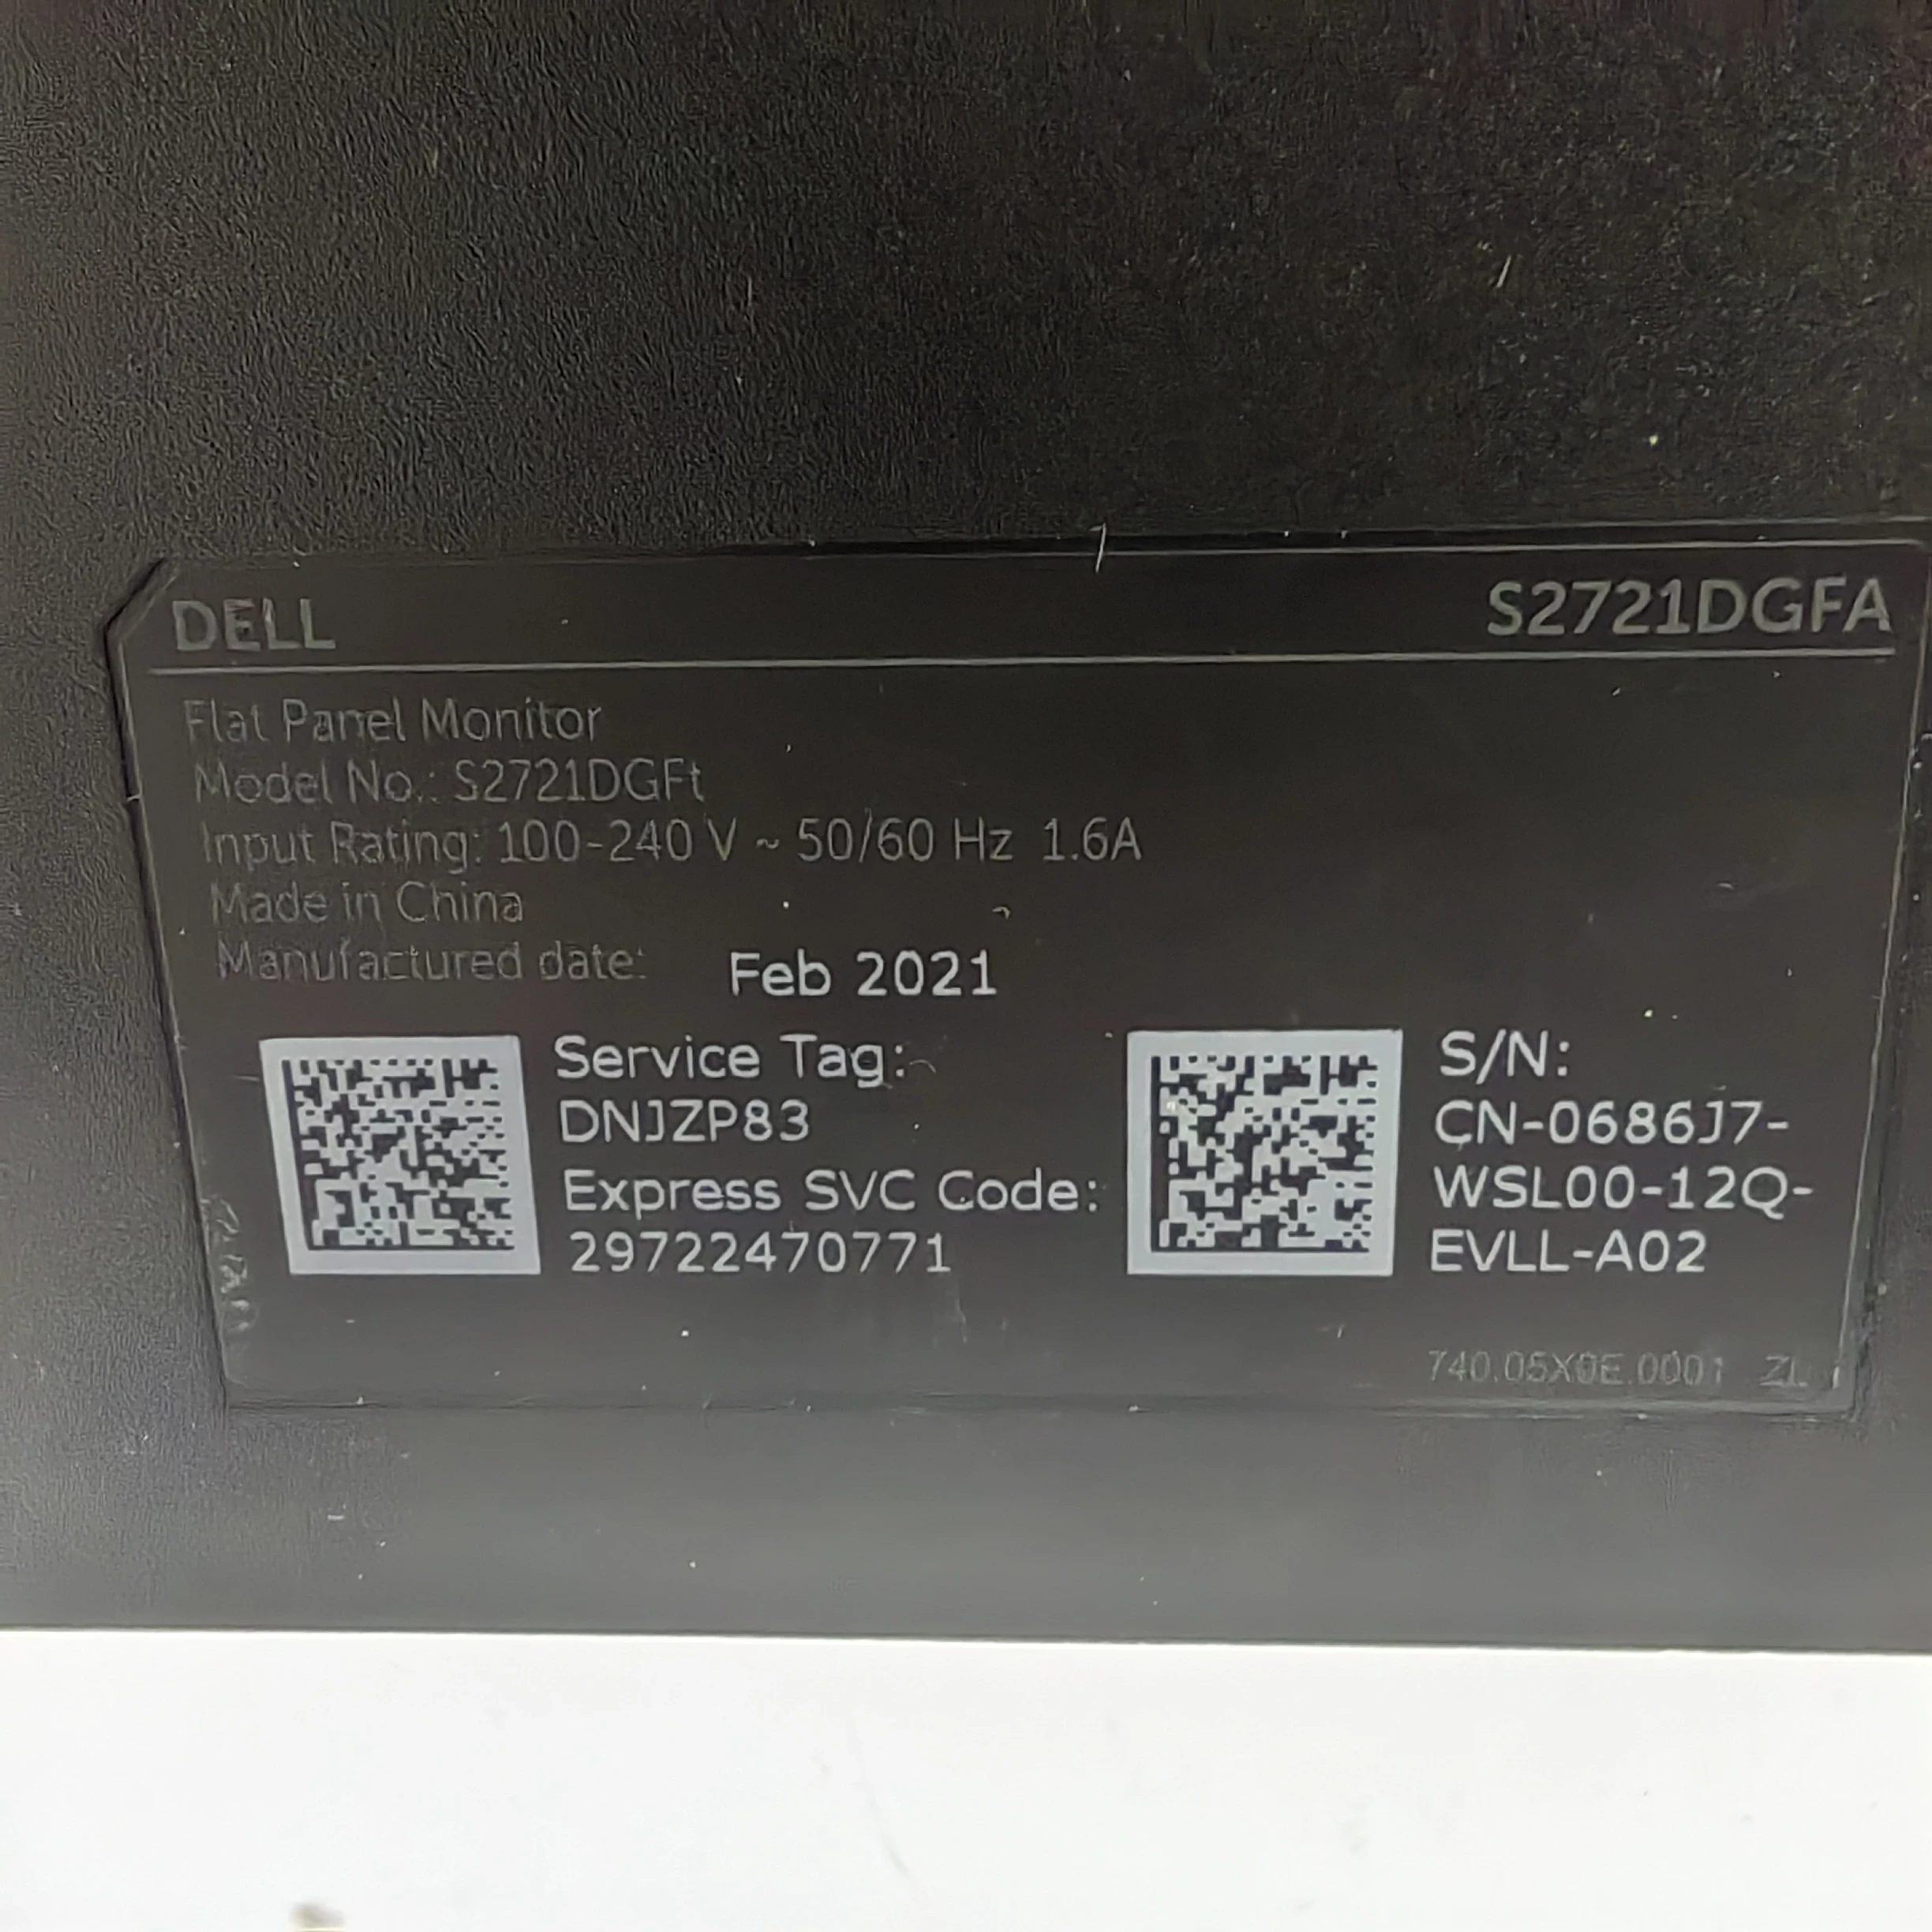 DELL S2721DGFA
Flat Panel Monitor
Model No.: S2721DGFt
Input Rating: 100-240 V ~ 50/60 Hz 1.6A
Made in China
Manufactured date: Feb 2021
Service Tag:
DNJZP83
Express SVC Code:
29722470771
S/N:
CN-0686J7-
WSL00-12Q-
EVLL-A02
740.05X0E.0001 ZL